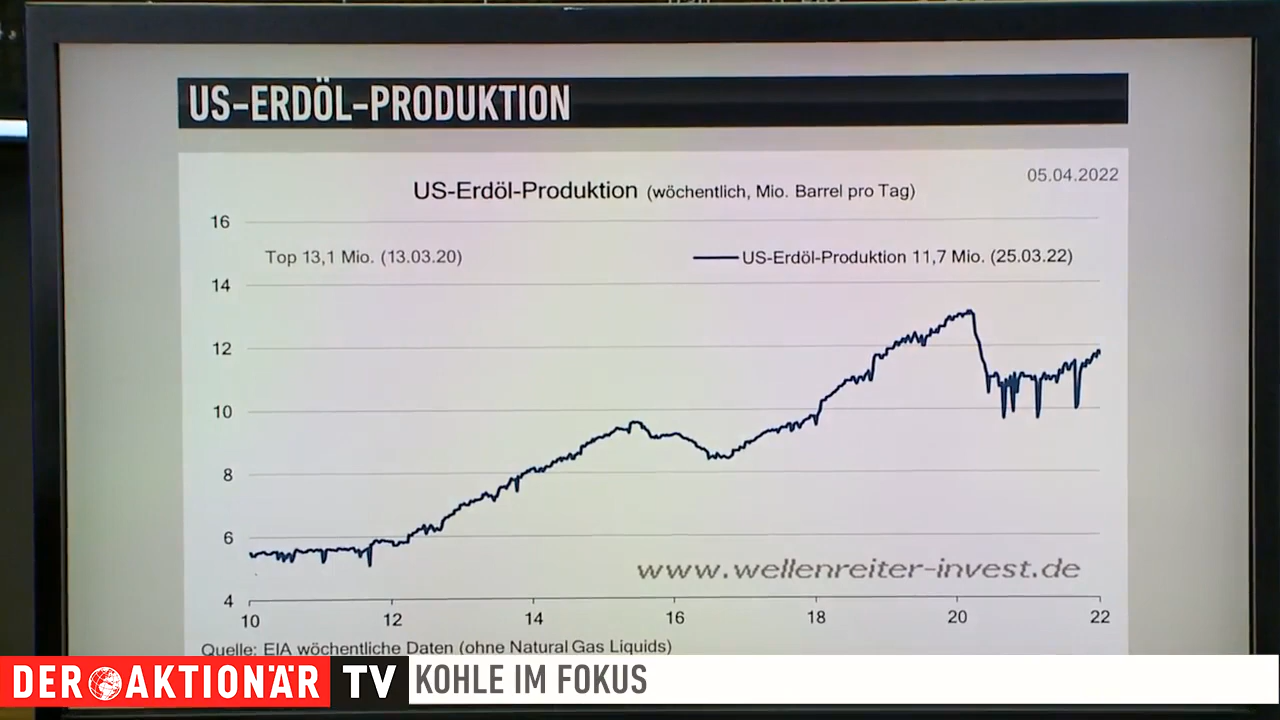 US-ERDÖL-PRODUKTION
05.04.2022
US-Erdöl-Produktion (wöchentlich, Mio. Barrel pro Tag)
16
Top 13,1 Mio. (13.03.20)
US-Erdöl-Produktion 11,7 Mio. (25.03.22)
14
12
10
8
6
www.wellenreiter-invest.de
4
10 12 14 16 18 20 22
Quelle: EIA wöchentliche Daten (ohne Natural Gas Liquids)
DER AKTIONÄR TV KOHLE IM FOKUS